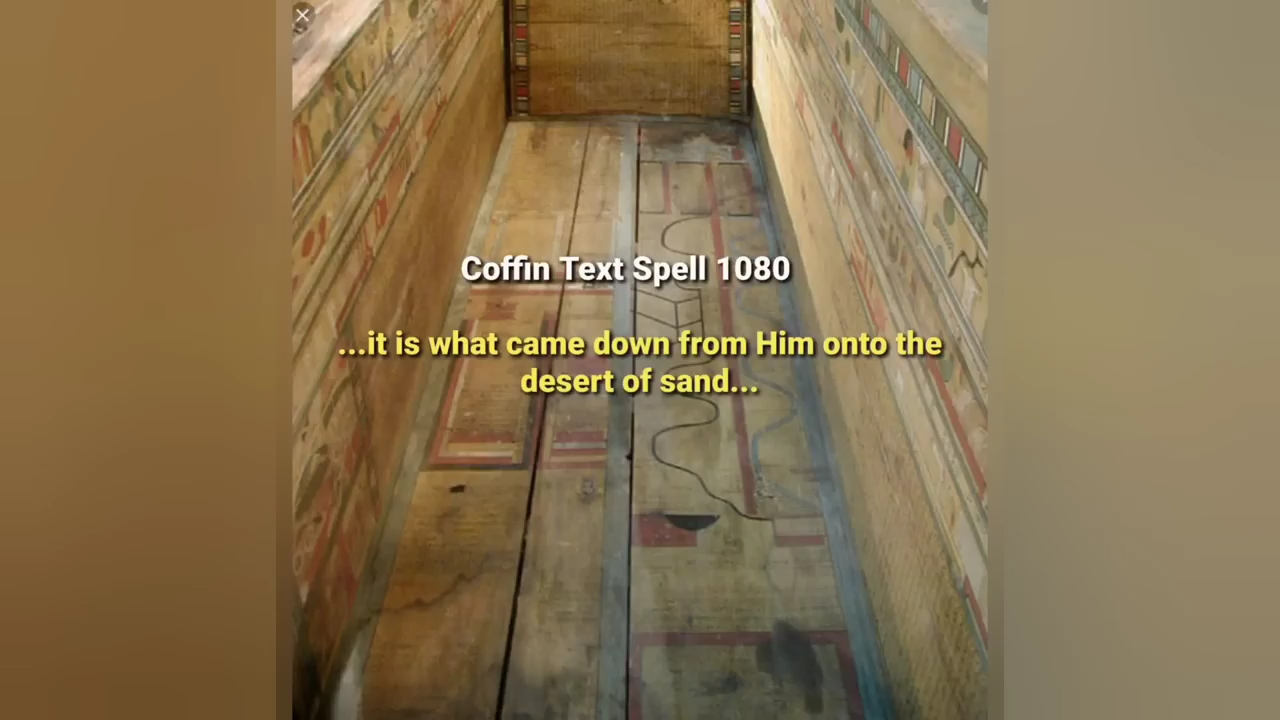 Coffin Text Spell 1080
...it is what came down from Him onto the
desert of sand...